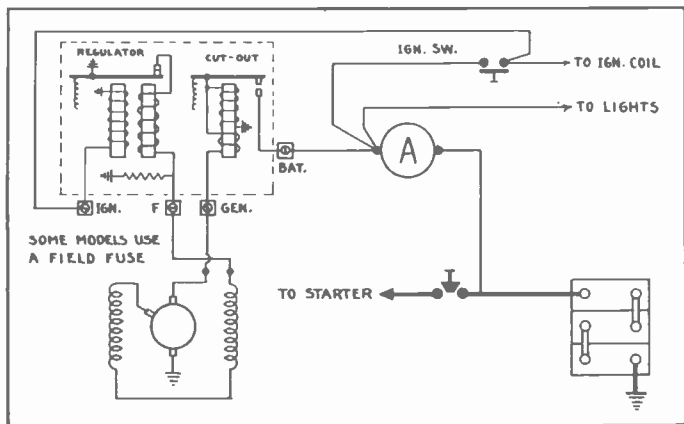 REGULATOR
CUT-OUT
IGN. SW.
TO IGN. COIL
TO LIGHTS
A
BAT.
IGN.
F
GEN.
SOME MODELS USE
A FIELD FUSE
TO STARTER